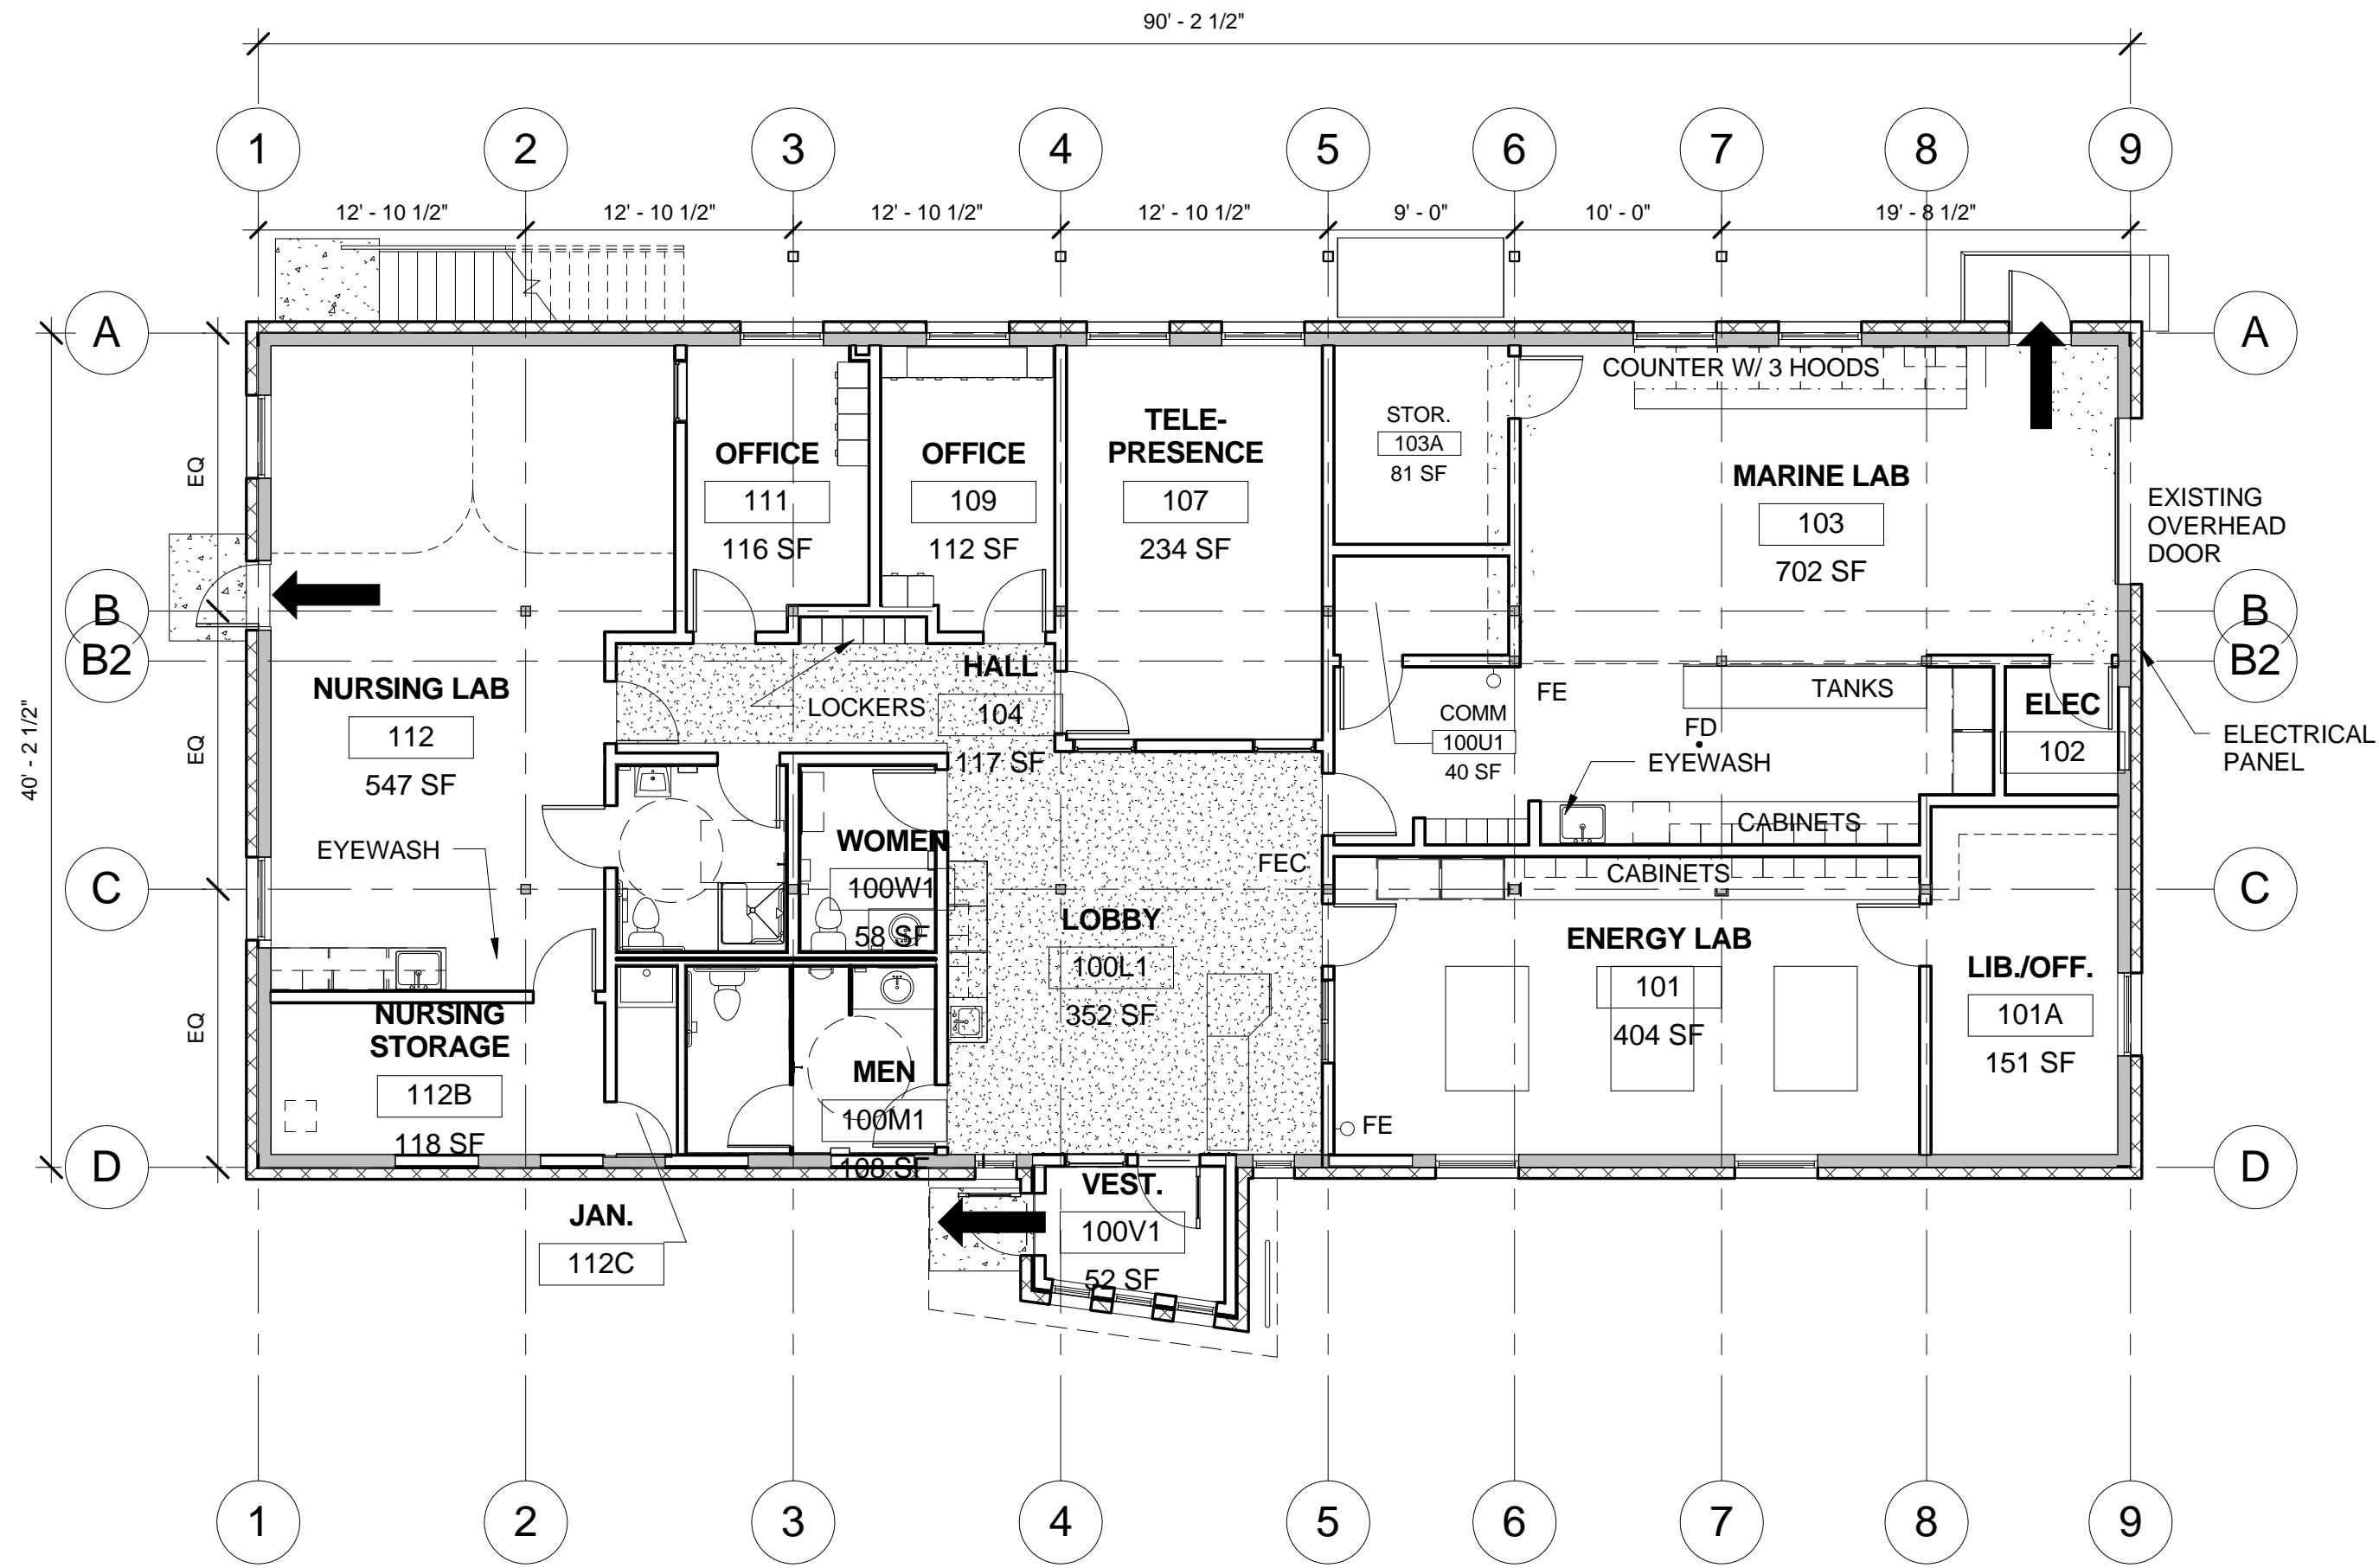 90' - 2 1/2"
1 2 3 4 5 6 7 8 9
12' - 10 1/2" 12' - 10 1/2" 12' - 10 1/2" 12' - 10 1/2" 9' - 0" 10' - 0" 19' - 8 1/2"
A A
COUNTER W/ 3 HOODS
STOR.
103A
81 SF
TELE-
PRESENCE
107
234 SF
OFFICE
111
116 SF
OFFICE
109
112 SF
MARINE LAB
103
702 SF
EXISTING
OVERHEAD
DOOR
EQ
B B
B2 B2
HALL
104
117 SF
LOCKERS
NURSING LAB
112
547 SF
40' - 2 1/2"
EQ
FE
TANKS
COMM
100U1
40 SF
FD
EYEWASH
ELEC
102
ELECTRICAL
PANEL
CABINETS
EYEWASH
WOMEN
100W1
58 SF
FEC
CABINETS
C C
LOBBY
100L1
352 SF
ENERGY LAB
101
404 SF
LIB./OFF.
101A
151 SF
EQ
NURSING
STORAGE
112B
118 SF
MEN
100M1
108 SF
FE
D D
VEST.
100V1
52 SF
JAN.
112C
1 2 3 4 5 6 7 8 9